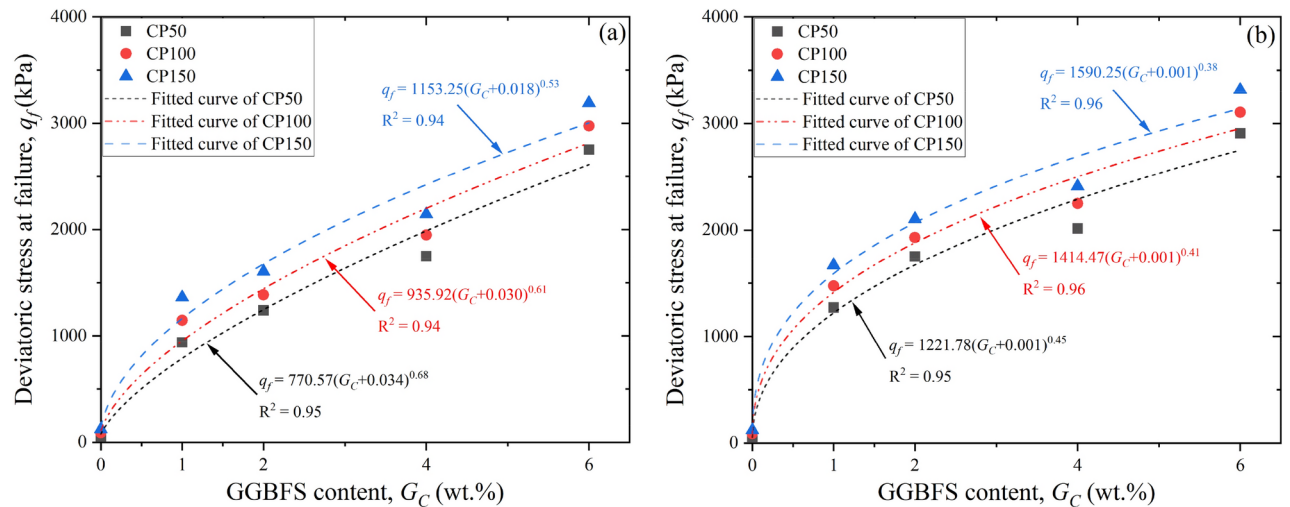 Deviatoric stress at failure, q_f (kPa)
4000
3000
2000
1000
0
(a)
CP50
CP100
CP150
Fitted curve of CP50
Fitted curve of CP100
Fitted curve of CP150
q_f = 1153.25(G_C+0.018)^0.53
R² = 0.94
q_f = 935.92(G_C+0.030)^0.61
R² = 0.94
q_f = 770.57(G_C+0.034)^0.68
R² = 0.95
0 1 2 4 6
GGBFS content, G_C (wt.%)
Deviatoric stress at failure, q_f (kPa)
4000
3000
2000
1000
0
(b)
CP50
CP100
CP150
Fitted curve of CP50
Fitted curve of CP100
Fitted curve of CP150
q_f = 1590.25(G_C+0.001)^0.38
R² = 0.96
q_f = 1414.47(G_C+0.001)^0.41
R² = 0.96
q_f = 1221.78(G_C+0.001)^0.45
R² = 0.95
0 1 2 4 6
GGBFS content, G_C (wt.%)